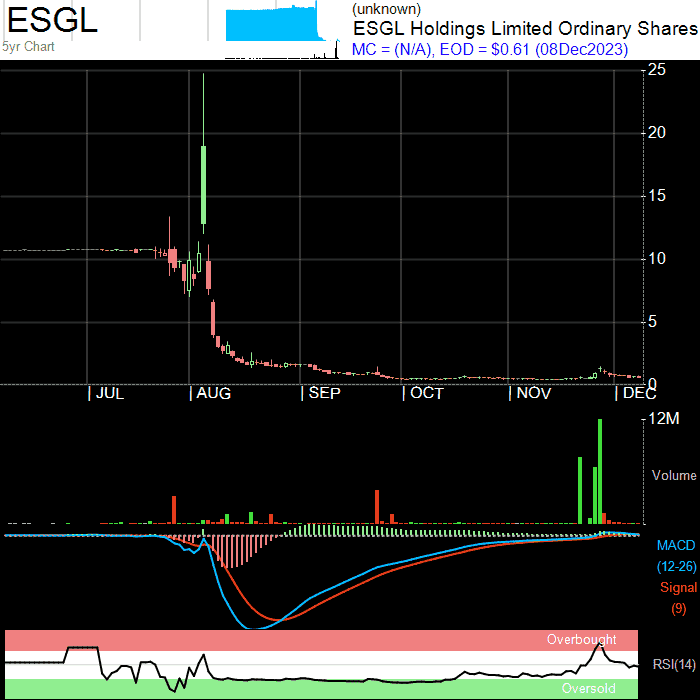 ESGL
5yr Chart
(unknown)
ESGL Holdings Limited Ordinary Shares
MC = (N/A), EOD = $0.61 (08Dec2023)
25
20
15
10
5
0
JUL AUG SEP OCT NOV DEC
12M
Volume
MACD
(12-26)
Signal
(9)
Overbought
RSI(14)
Oversold